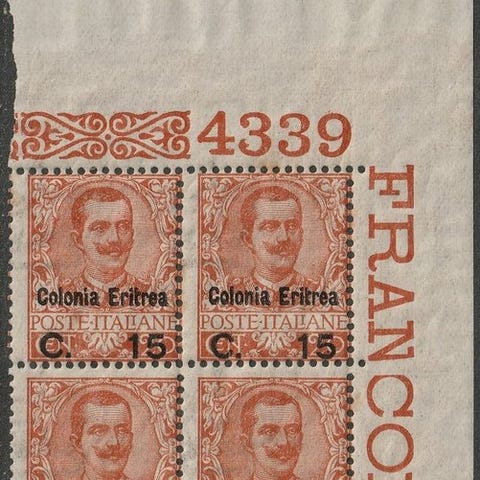 4339
Colonia Eritrea
POSTE·ITALIANE
C. 15
Colonia Eritrea
POSTE·ITALIANE
C. 15
FRANCO